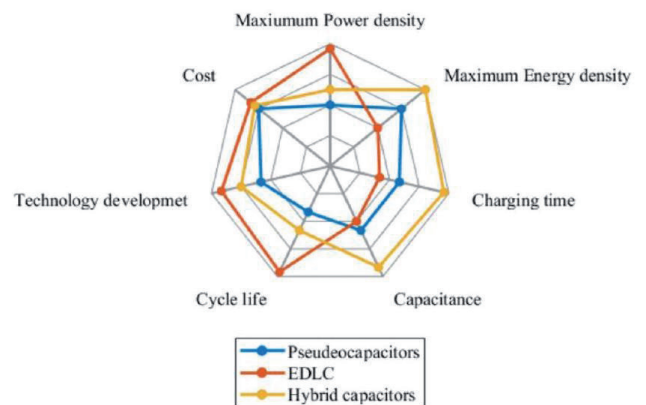 Maxiumum Power density
Cost
Maximum Energy density
Technology developmet
Charging time
Cycle life
Capacitance
Pseudeocapacitors
EDLC
Hybrid capacitors